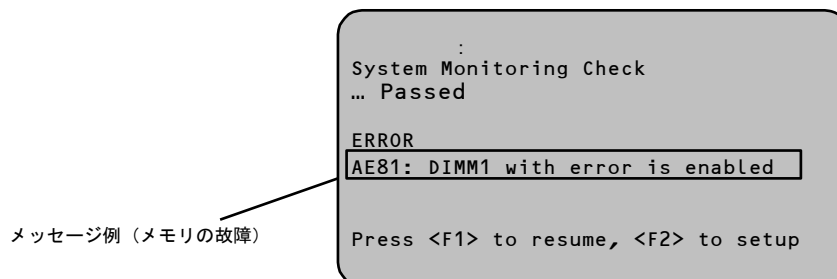 :
System Monitoring Check
… Passed
ERROR
AE81: DIMM1 with error is enabled
メッセージ例（メモリの故障）
Press <F1> to resume, <F2> to setup